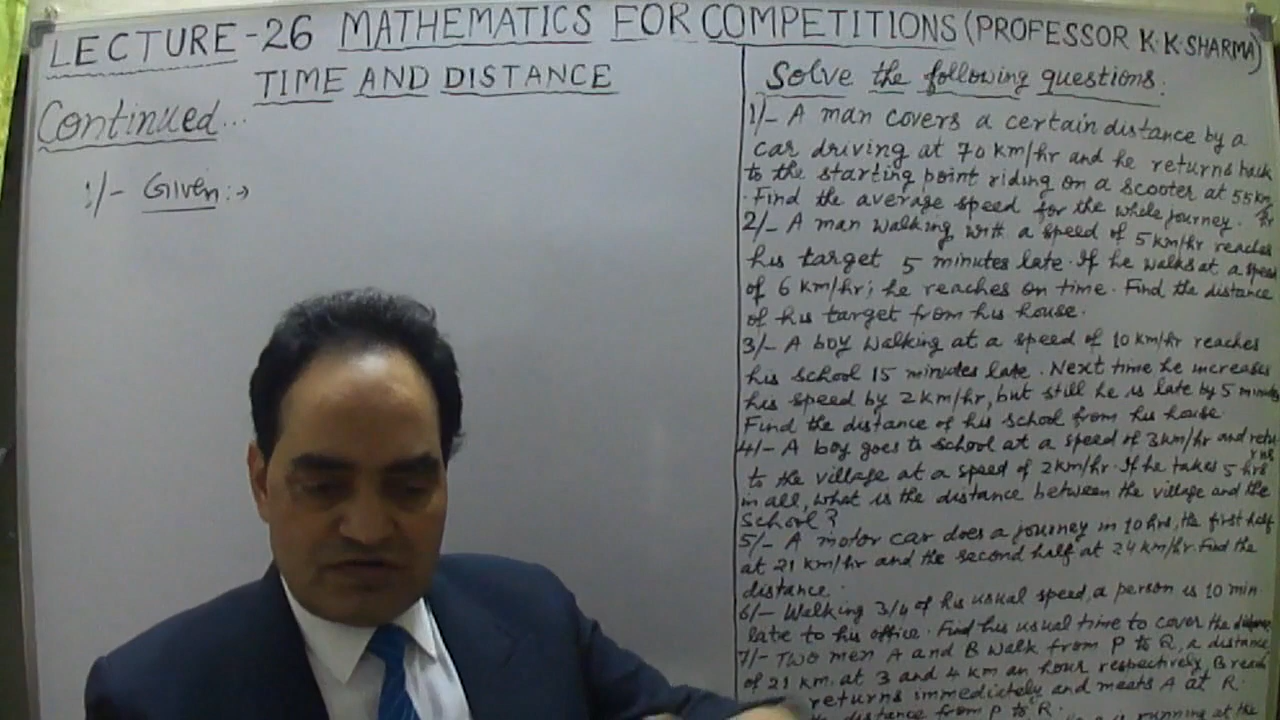 LECTURE-26 MATHEMATICS FOR COMPETITIONS (PROFESSOR K.K.SHARMA)
TIME AND DISTANCE
Continued...
1/- Given:→
Solve the following questions:
1/- A man covers a certain distance by a
car driving at 70 km/hr and he returns back
to the starting point riding on a scooter at 55 km/hr
. Find the average speed for the whole journey.
2/- A man walking with a speed of 5 km/hr reaches
his target 5 minutes late. If he walks at a speed
of 6 km/hr; he reaches on time. Find the distance
of his target from his house.
3/- A boy walking at a speed of 10 km/hr reaches
his school 15 minutes late. Next time he increases
his speed by 2 km/hr, but still he is late by 5 minutes
Find the distance of his school from his house.
4/- A boy goes to school at a speed of 3 km/hr and returns
to the village at a speed of 2 km/hr. If he takes 5 hrs
in all, what is the distance between the village and the
school?
5/- A motor car does a journey in 10 hrs, the first half
at 21 km/hr and the second half at 24 km/hr. Find the
distance.
6/- Walking 3/4 of his usual speed, a person is 10 min
late to his office. Find his usual time to cover the distance
7/- Two men A and B walk from P to Q, a distance
of 21 km. at 3 and 4 km an hour respectively. B reach
returns immediately and meets A at R.
distance from P to R.
is running at the